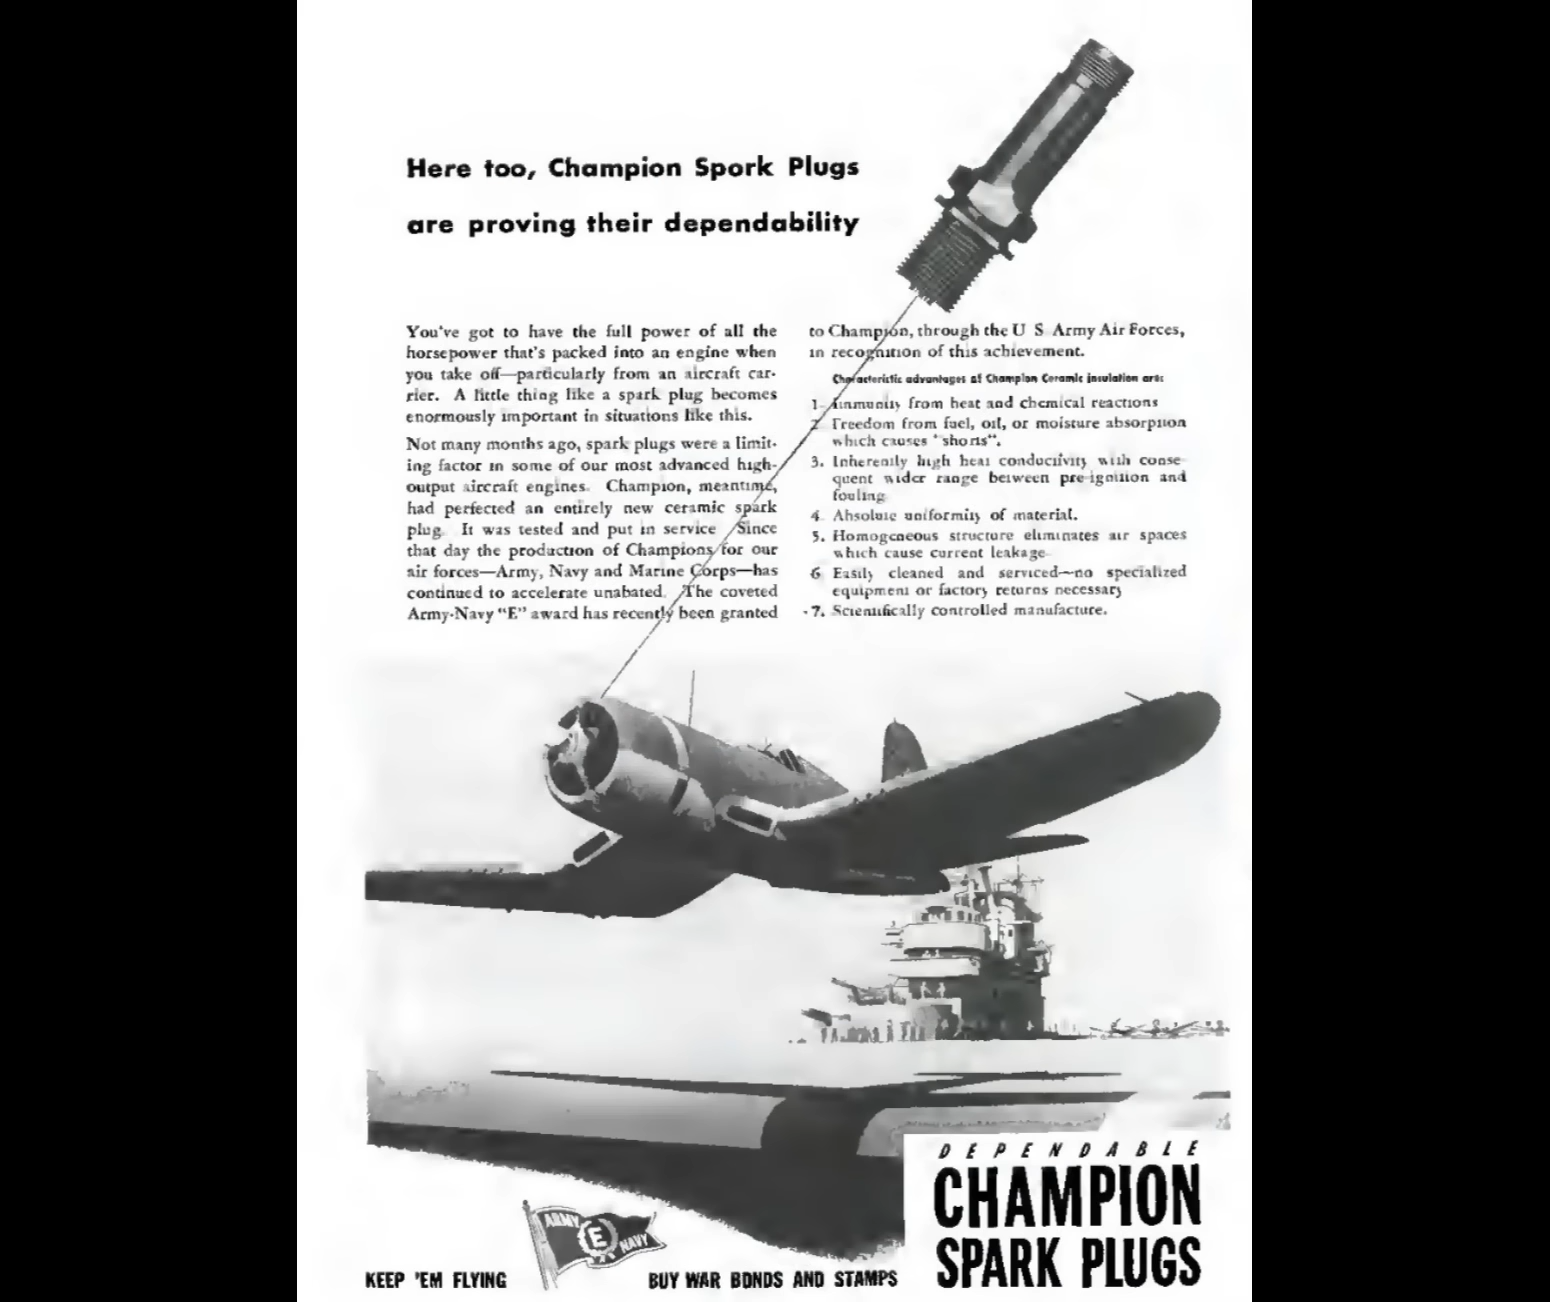 Here too, Champion Spark Plugs
are proving their dependability
You've got to have the full power of all the
horsepower that's packed into an engine when
you take off—particularly from an aircraft car-
rier. A little thing like a spark plug becomes
enormously important in situations like this.
Not many months ago, spark plugs were a limit-
ing factor in some of our most advanced high-
output aircraft engines. Champion, meantime,
had perfected an entirely new ceramic spark
plug. It was tested and put in service Since
that day the production of Champions for our
air forces—Army, Navy and Marine Corps—has
continued to accelerate unabated. The coveted
Army-Navy "E" award has recently been granted
to Champion, through the U S Army Air Forces,
in recognition of this achievement.
Characteristic advantages of Champion Ceramic insulation are:
1. Immunity from heat and chemical reactions
2 Freedom from fuel, oil, or moisture absorption
which causes "shorts".
3. Inherently high heat conductivity with conse
quent wider range between pre-ignition and
fouling
4. Absolute uniformity of material.
5. Homogeneous structure eliminates air spaces
which cause current leakage
6 Easily cleaned and serviced—no specialized
equipment or factory returns necessary
7. Scientifically controlled manufacture.
ARMY E NAVY
KEEP 'EM FLYING
BUY WAR BONDS AND STAMPS
DEPENDABLE
CHAMPION
SPARK PLUGS